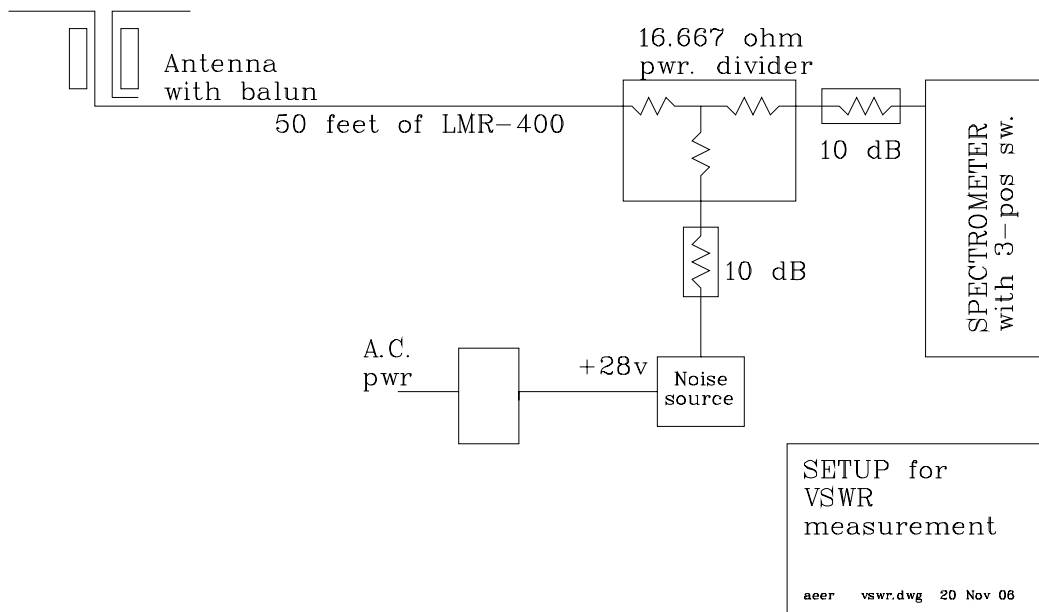 16.667 ohm
pwr. divider
Antenna
with balun
50 feet of LMR-400
10 dB
SPECTROMETER
with 3-pos sw.
10 dB
A.C.
pwr
+28v
Noise
source
SETUP for
VSWR
measurement
aeer vswr.dwg 20 Nov 06